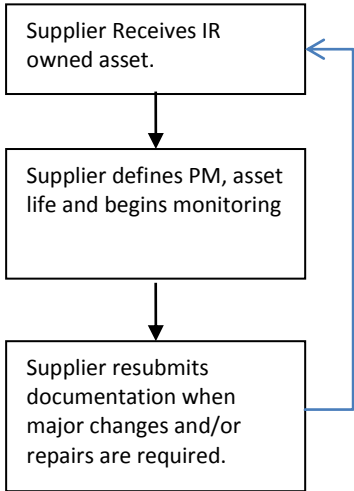 Supplier Receives IR
owned asset.
Supplier defines PM, asset
life and begins monitoring
Supplier resubmits
documentation when
major changes and/or
repairs are required.